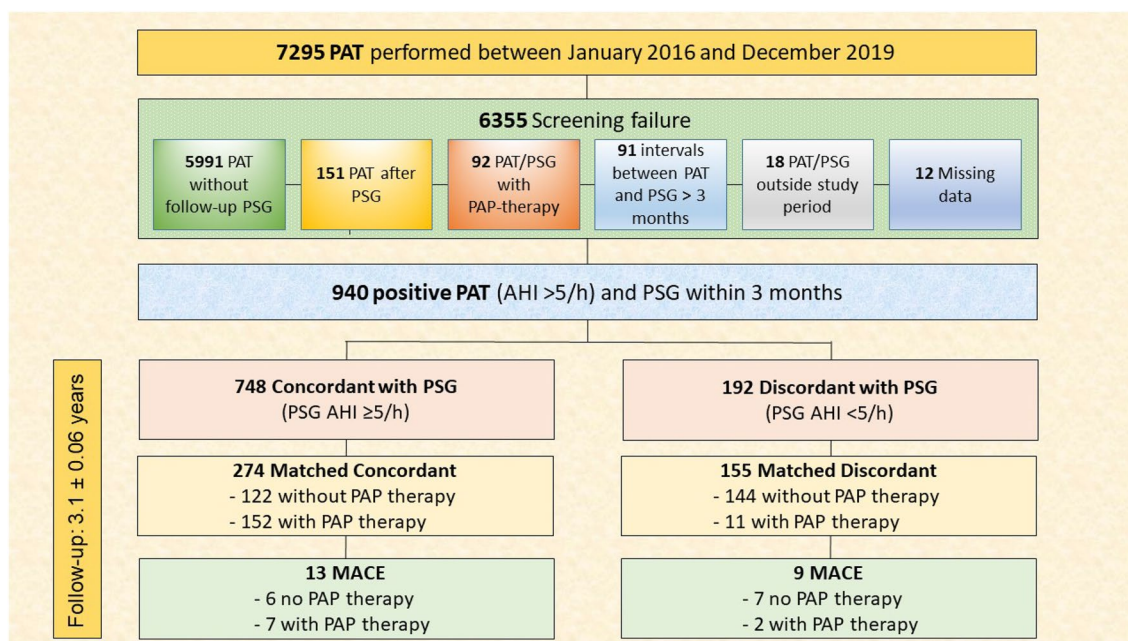 7295 PAT performed between January 2016 and December 2019
6355 Screening failure
5991 PAT
without
follow-up PSG
151 PAT after
PSG
92 PAT/PSG
with
PAP-therapy
91 intervals
between PAT
and PSG > 3
months
18 PAT/PSG
outside study
period
12 Missing
data
940 positive PAT (AHI >5/h) and PSG within 3 months
Follow-up: 3.1 ± 0.06 years
748 Concordant with PSG
(PSG AHI ≥5/h)
192 Discordant with PSG
(PSG AHI <5/h)
274 Matched Concordant
- 122 without PAP therapy
- 152 with PAP therapy
155 Matched Discordant
- 144 without PAP therapy
- 11 with PAP therapy
13 MACE
- 6 no PAP therapy
- 7 with PAP therapy
9 MACE
- 7 no PAP therapy
- 2 with PAP therapy